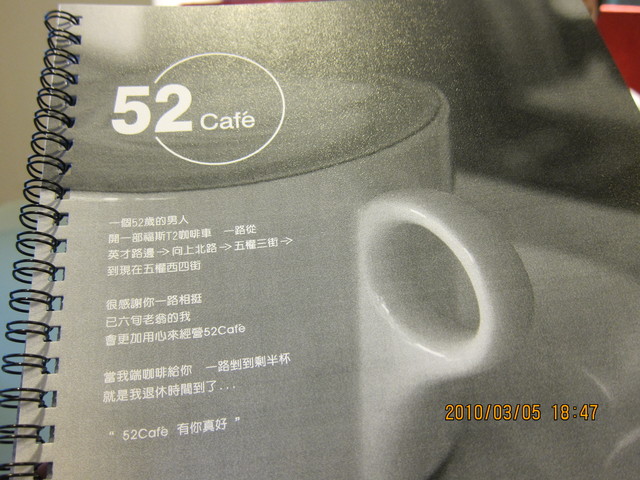 52 Café
一個52歲的男人
開一部福斯T2咖啡車 一路從
英才路邊→向上北路→五權三街→
到現在五權西四街
很感謝你一路相挺
已六旬老翁的我
會更加用心來經營52Café
當我端咖啡給你 一路剉到剩半杯
就是我退休時間到了...
“ 52Café 有你真好 ”
2010/03/05 18:47